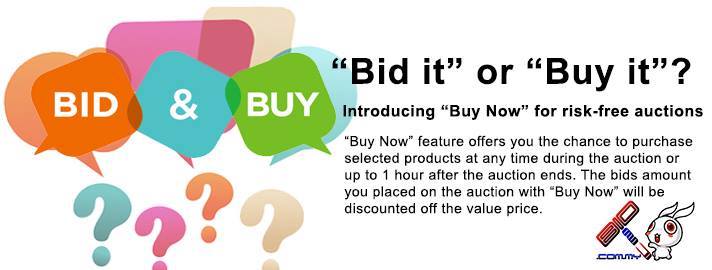 BID & BUY
“Bid it” or “Buy it”?
Introducing “Buy Now” for risk-free auctions
“Buy Now” feature offers you the chance to purchase
selected products at any time during the auction or
up to 1 hour after the auction ends. The bids amount
you placed on the auction with “Buy Now” will be
discounted off the value price.
? ? ? ?
.COMMY